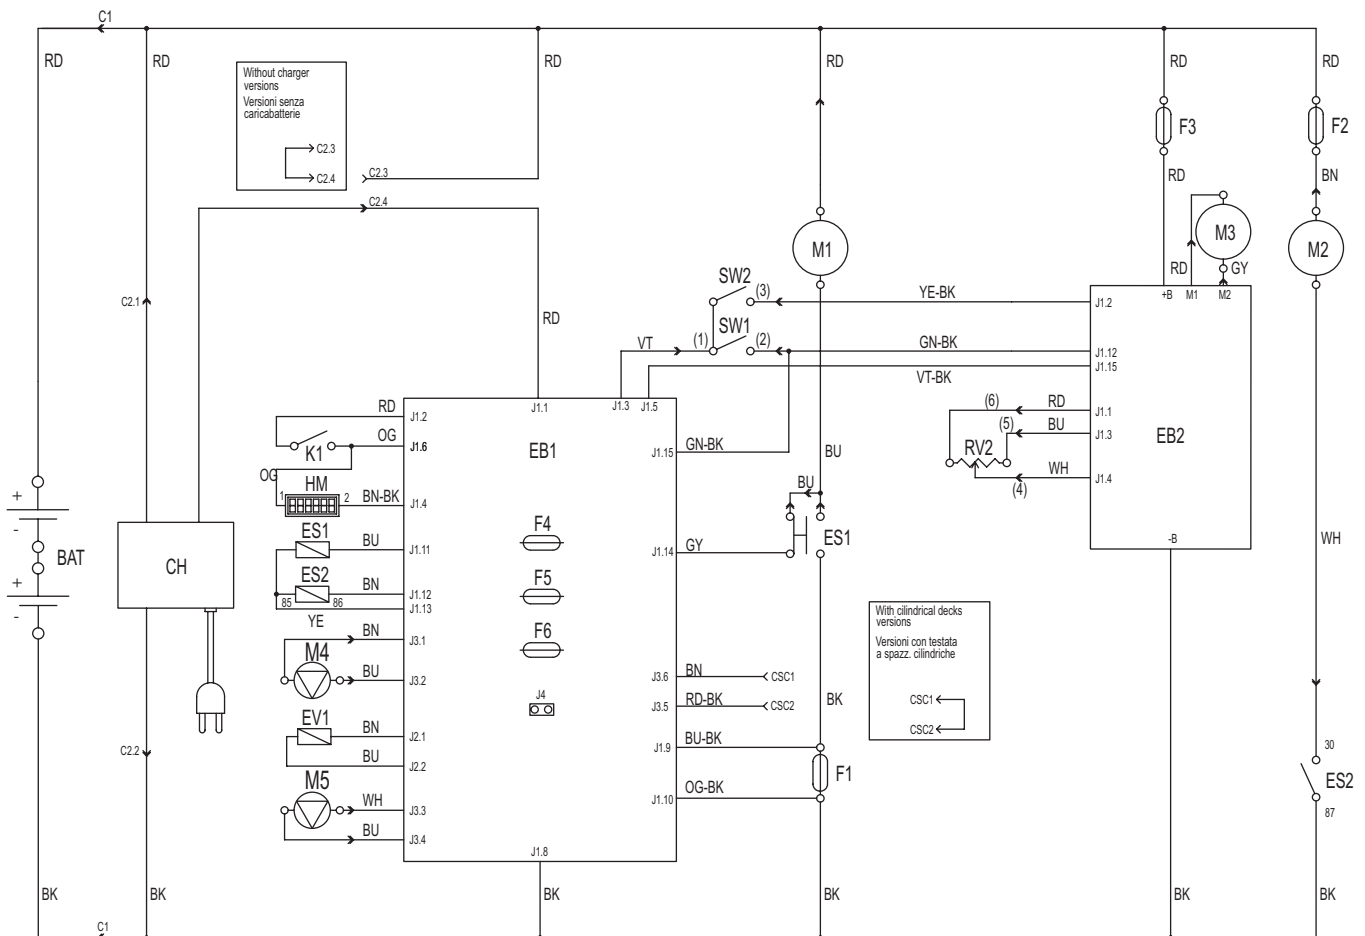 C1
RD
RD
RD
RD
RD
RD
Without charger
versions
Versioni senza
caricabatterie
C2.3
C2.4
C2.3
C2.4
F3
F2
RD
BN
M1
M3
M2
RD
GY
SW2
(3)
YE-BK
+B
M1
M2
J1.2
C2.1
RD
SW1
VT
(1)
(2)
GN-BK
J1.12
J1.15
VT-BK
RD
J1.2
J1.1
J1.3
J1.5
(6)
RD
J1.1
OG
J1.6
K1
EB1
GN-BK
J1.15
(5)
BU
J1.3
EB2
RV2
BU
OG
HM
1
2
BN-BK
J1.4
WH
J1.4
(4)
BU
+
-
BAT
+
-
ES1
BU
J1.11
F4
GY
J1.14
ES1
-B
WH
CH
ES2
BN
J1.12
85
86
J1.13
F5
YE
BN
J3.1
F6
With cilindrical decks
versions
Versioni con testata
a spazz. cilindriche
M4
BU
J3.2
J3.6
BN
CSC1
J4
J3.5
RD-BK
CSC2
BK
CSC1
CSC2
EV1
BN
J2.1
BU
J2.2
BU-BK
J1.9
C2.2
30
M5
WH
J3.3
F1
ES2
OG-BK
J1.10
87
BU
J3.4
J1.8
BK
BK
BK
BK
BK
BK
C1